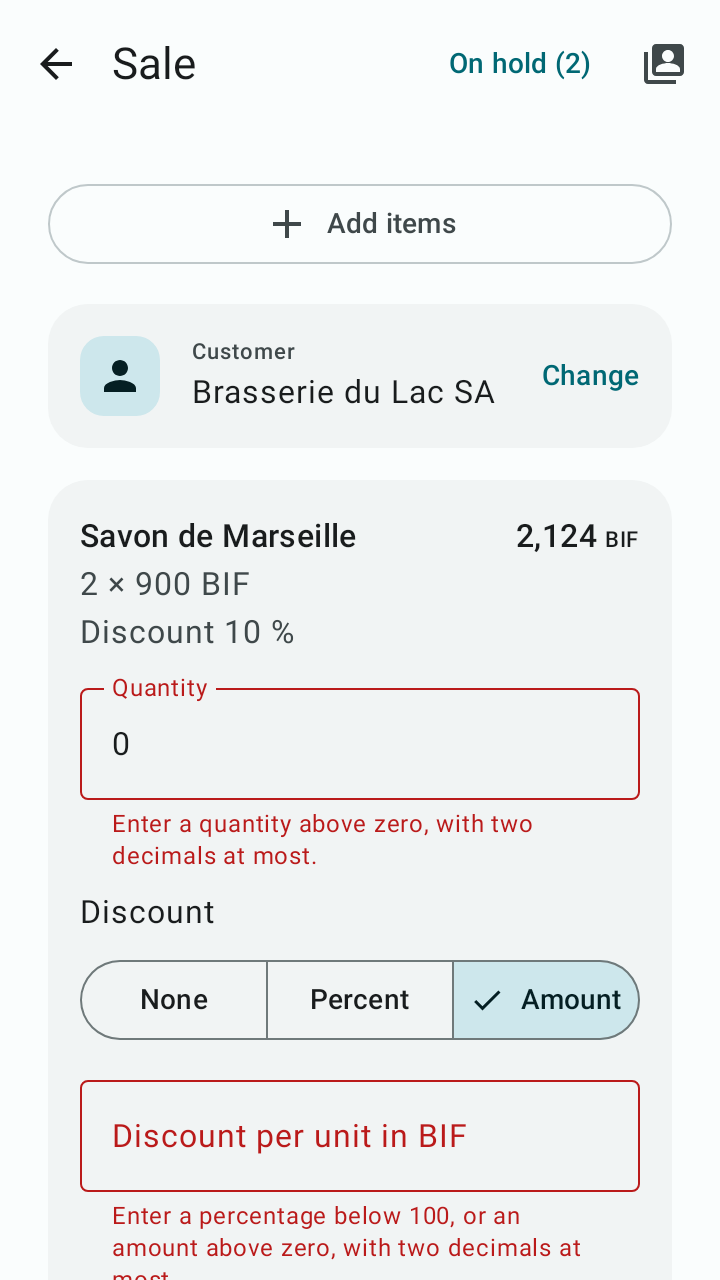 Sale
On hold (2)
Add items
Customer
Brasserie du Lac SA
Change
Savon de Marseille
2,124 BIF
2 × 900 BIF
Discount 10 %
Quantity
0
Enter a quantity above zero, with two
decimals at most.
Discount
None
Percent
Amount
Discount per unit in BIF
Enter a percentage below 100, or an
amount above zero, with two decimals at
most.